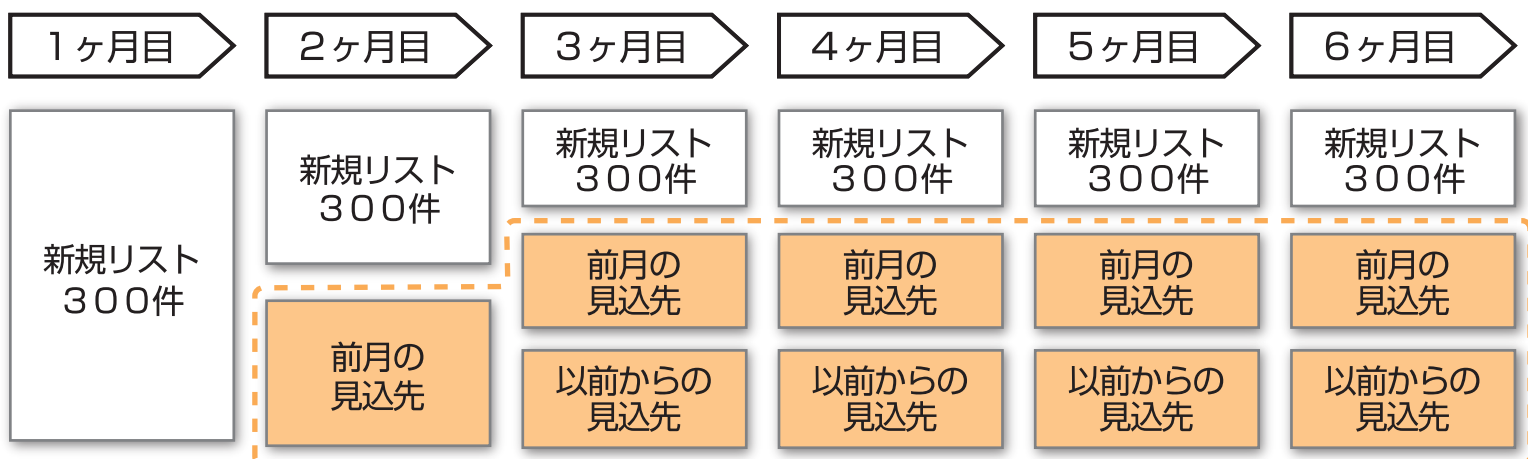 1ヶ月目
2ヶ月目
3ヶ月目
4ヶ月目
5ヶ月目
6ヶ月目
新規リスト
300件
新規リスト
300件
前月の
見込先
新規リスト
300件
前月の
見込先
以前からの
見込先
新規リスト
300件
前月の
見込先
以前からの
見込先
新規リスト
300件
前月の
見込先
以前からの
見込先
新規リスト
300件
前月の
見込先
以前からの
見込先